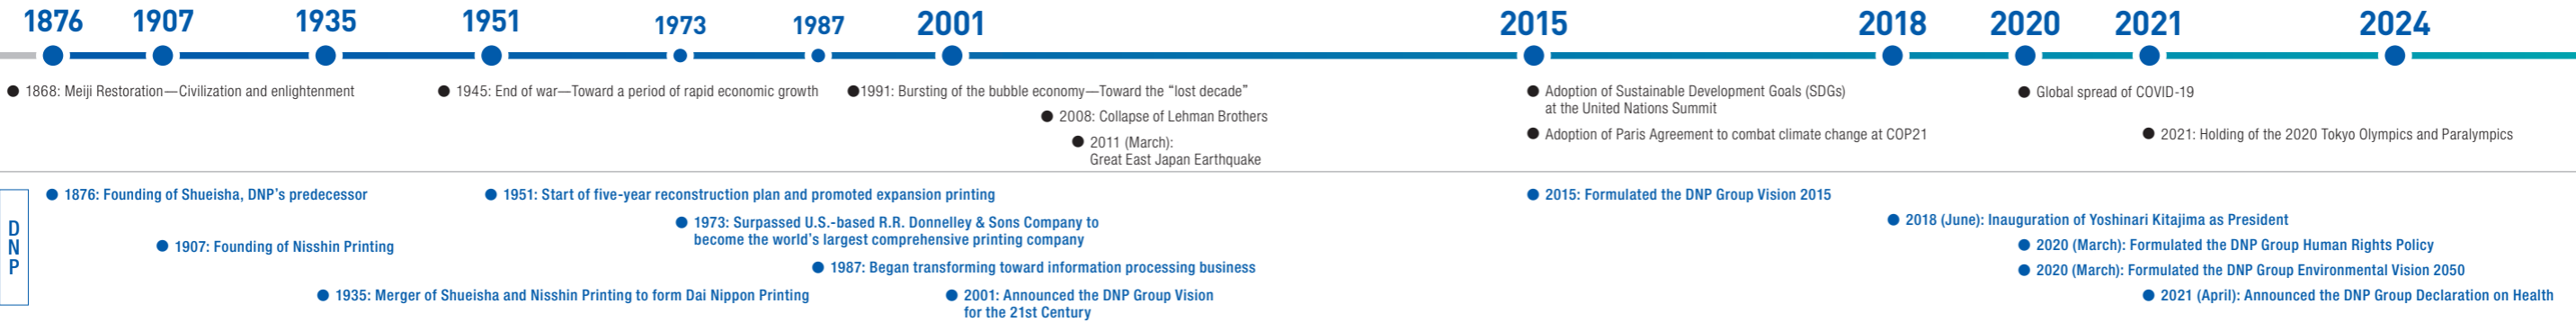 1876 1907 1935 1951 1973 1987 2001 2015 2018 2020 2021 2024
1868: Meiji Restoration—Civilization and enlightenment
1945: End of war—Toward a period of rapid economic growth
1991: Bursting of the bubble economy—Toward the “lost decade”
2008: Collapse of Lehman Brothers
2011 (March):
Great East Japan Earthquake
Adoption of Sustainable Development Goals (SDGs)
at the United Nations Summit
Adoption of Paris Agreement to combat climate change at COP21
Global spread of COVID-19
2021: Holding of the 2020 Tokyo Olympics and Paralympics
DNP
1876: Founding of Shueisha, DNP’s predecessor
1907: Founding of Nisshin Printing
1935: Merger of Shueisha and Nisshin Printing to form Dai Nippon Printing
1951: Start of five-year reconstruction plan and promoted expansion printing
1973: Surpassed U.S.-based R.R. Donnelley & Sons Company to
become the world’s largest comprehensive printing company
1987: Began transforming toward information processing business
2001: Announced the DNP Group Vision
for the 21st Century
2015: Formulated the DNP Group Vision 2015
2018 (June): Inauguration of Yoshinari Kitajima as President
2020 (March): Formulated the DNP Group Human Rights Policy
2020 (March): Formulated the DNP Group Environmental Vision 2050
2021 (April): Announced the DNP Group Declaration on Health